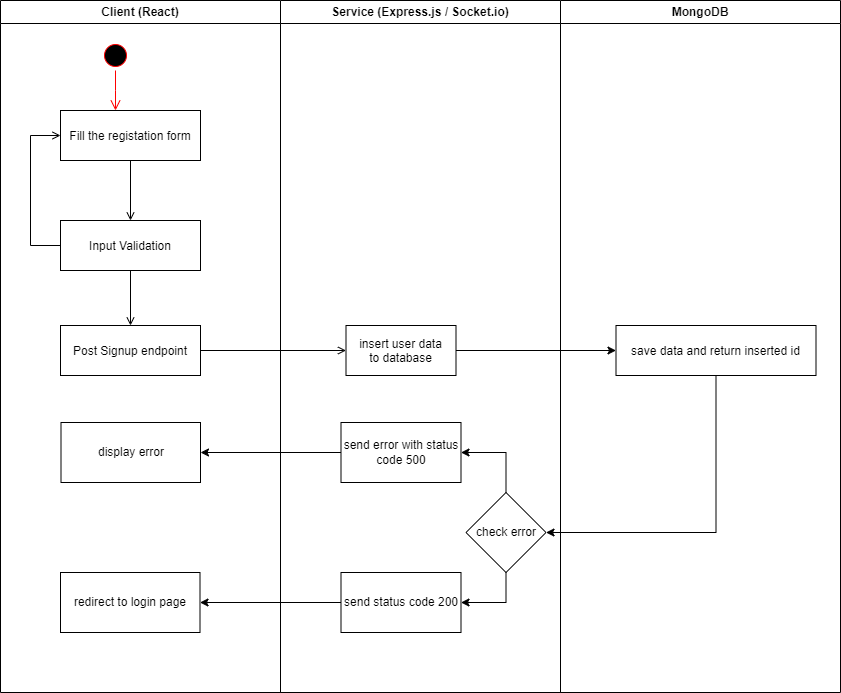 Client (React)
Service (Express.js / Socket.io)
MongoDB
Fill the registation form
Input Validation
Post Signup endpoint
insert user data
to database
save data and return inserted id
display error
send error with status
code 500
check error
redirect to login page
send status code 200